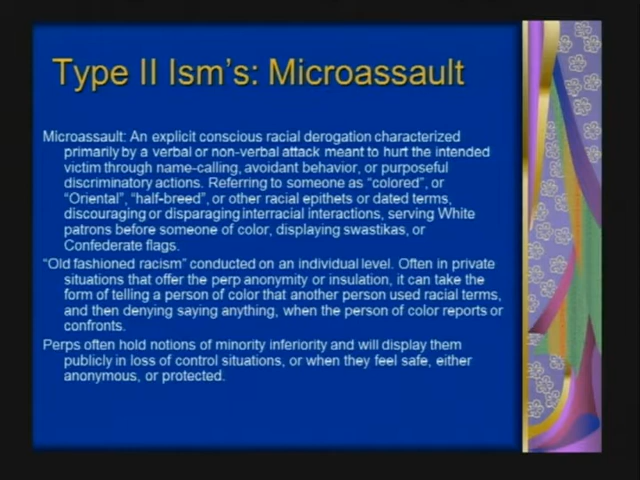 Type II Ism's: Microassault
Microassault: An explicit conscious racial derogation characterized
primarily by a verbal or non-verbal attack meant to hurt the intended
victim through name-calling, avoidant behavior, or purposeful
discriminatory actions. Referring to someone as "colored", or
"Oriental", "half-breed", or other racial epithets or dated terms,
discouraging or disparaging interracial interactions, serving White
patrons before someone of color, displaying swastikas, or
Confederate flags.
"Old fashioned racism" conducted on an individual level. Often in private
situations that offer the perp anonymity or insulation, it can take the
form of telling a person of color that another person used racial terms,
and then denying saying anything, when the person of color reports or
confronts.
Perps often hold notions of minority inferiority and will display them
publicly in loss of control situations, or when they feel safe, either
anonymous, or protected.